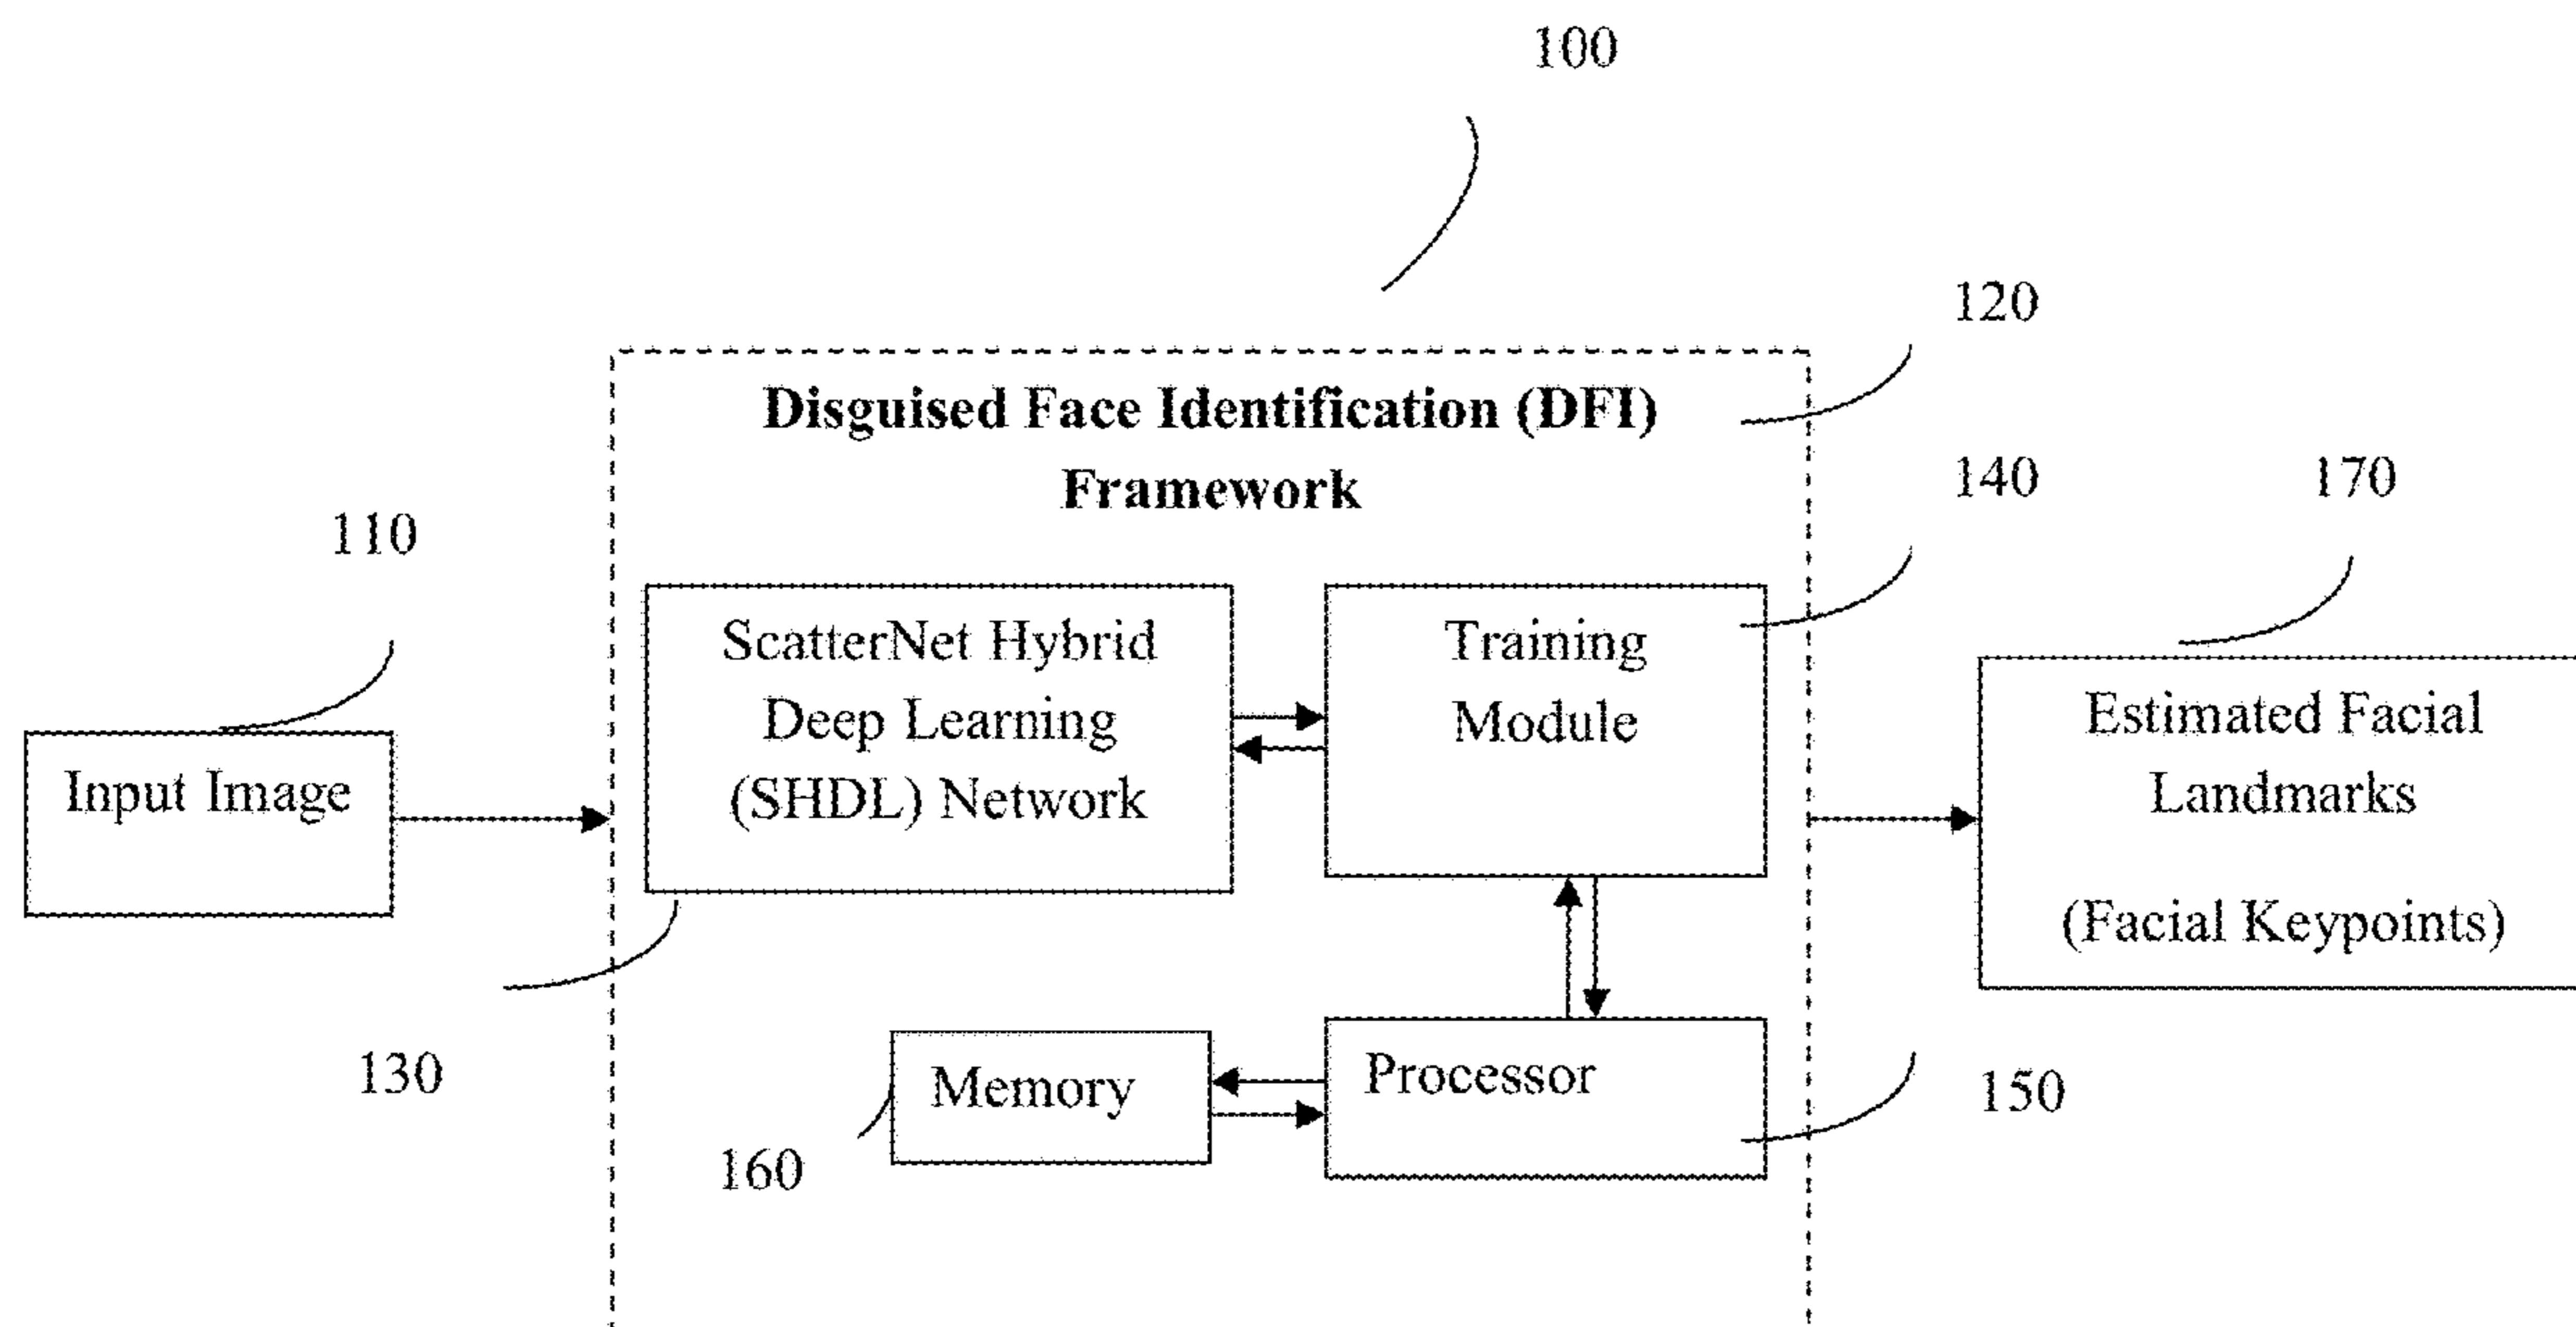 100
120
Disguised Face Identification (DFI)
Framework
140
170
110
ScatterNet Hybrid
Deep Learning
(SHDL) Network
Training
Module
Estimated Facial
Landmarks
(Facial Keypoints)
Input Image
130
Memory
Processor
150
160